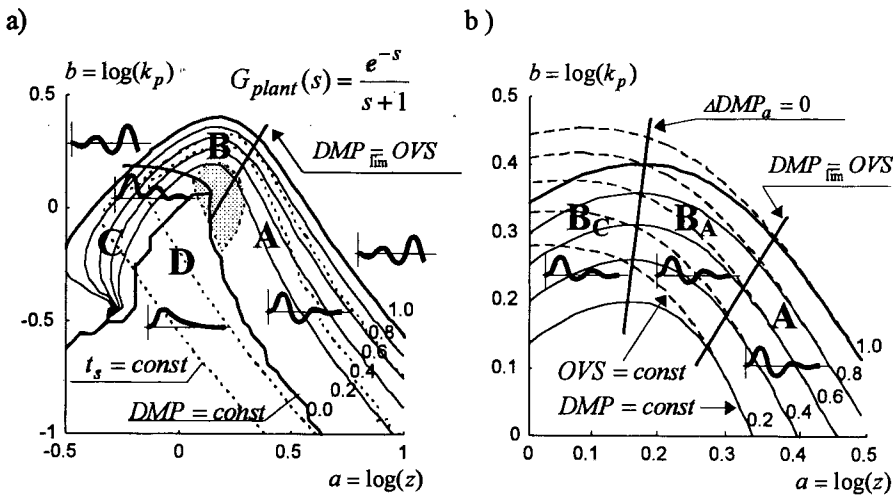 a)
b = log(k_p)
G_plant(s) = e^{-s} / (s+1)
0.5
0
-0.5
-1
B
C
D
A
DMP =_lim OVS
t_s = const
DMP = const
0.0
0.2
0.4
0.6
0.8
1.0
-0.5
0
0.5
1
a = log(z)
b )
b = log(k_p)
ΔDMP_a = 0
0.5
0.4
0.3
0.2
0.1
0
DMP =_lim OVS
B_C
B_A
A
OVS = const
DMP = const
0.2
0.4
0.6
0.8
1.0
0
0.1
0.2
0.3
0.4
0.5
a = log(z)